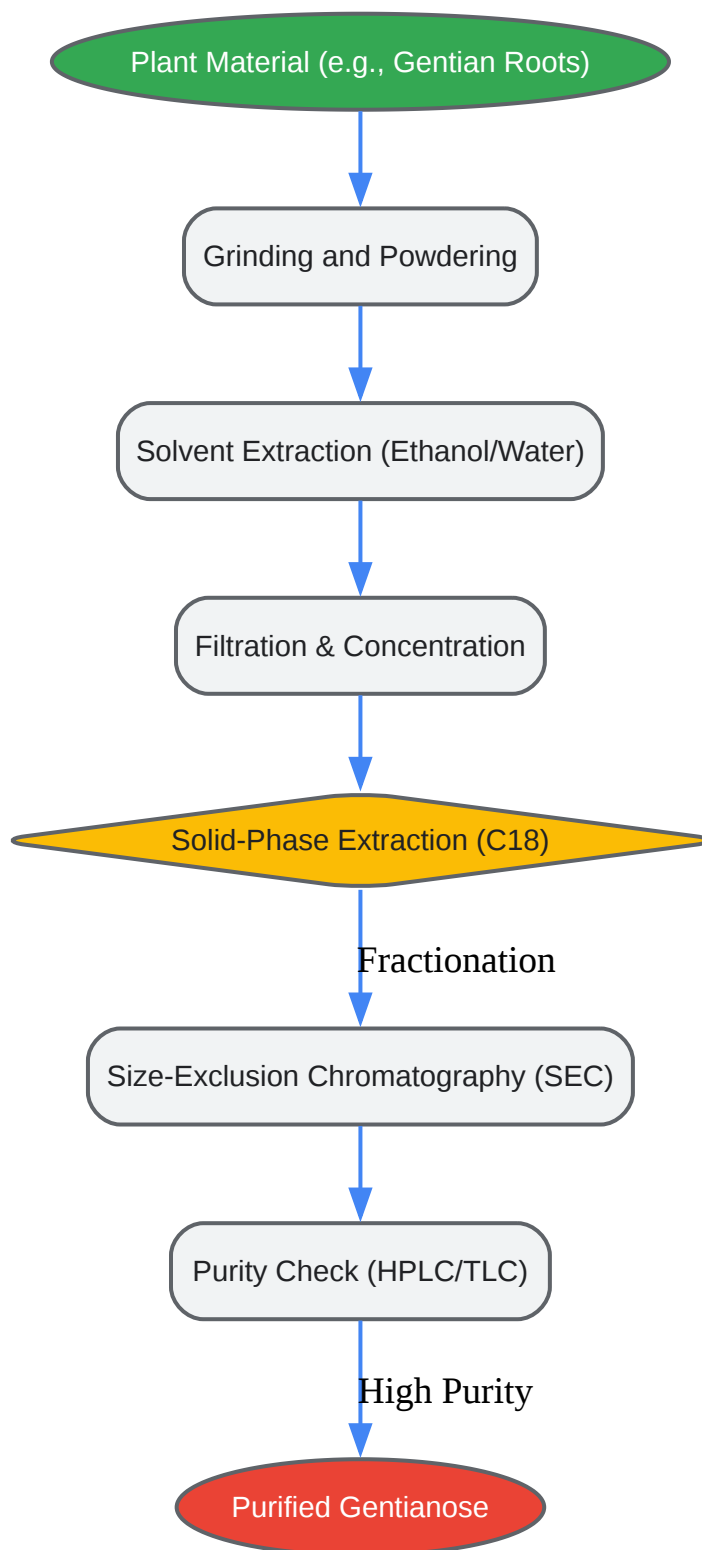 Plant Material (e.g., Gentian Roots)
Grinding and Powdering
Solvent Extraction (Ethanol/Water)
Filtration & Concentration
Solid-Phase Extraction (C18)
Fractionation
Size-Exclusion Chromatography (SEC)
Purity Check (HPLC/TLC)
High Purity
Purified Gentianose